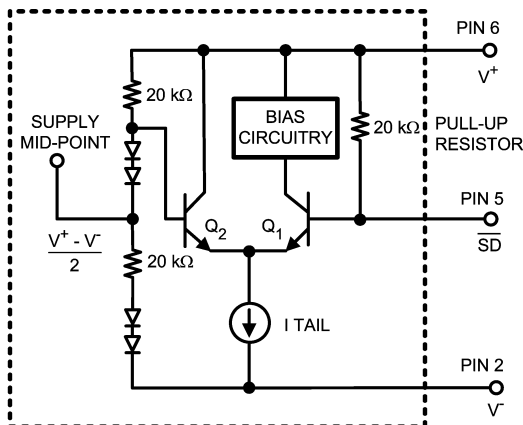 PIN 6
V+
20 kΩ
BIAS
CIRCUITRY
20 kΩ
PULL-UP
RESISTOR
SUPPLY
MID-POINT
PIN 5
SD
Q2
Q1
V+ - V-
2
20 kΩ
I TAIL
PIN 2
V-